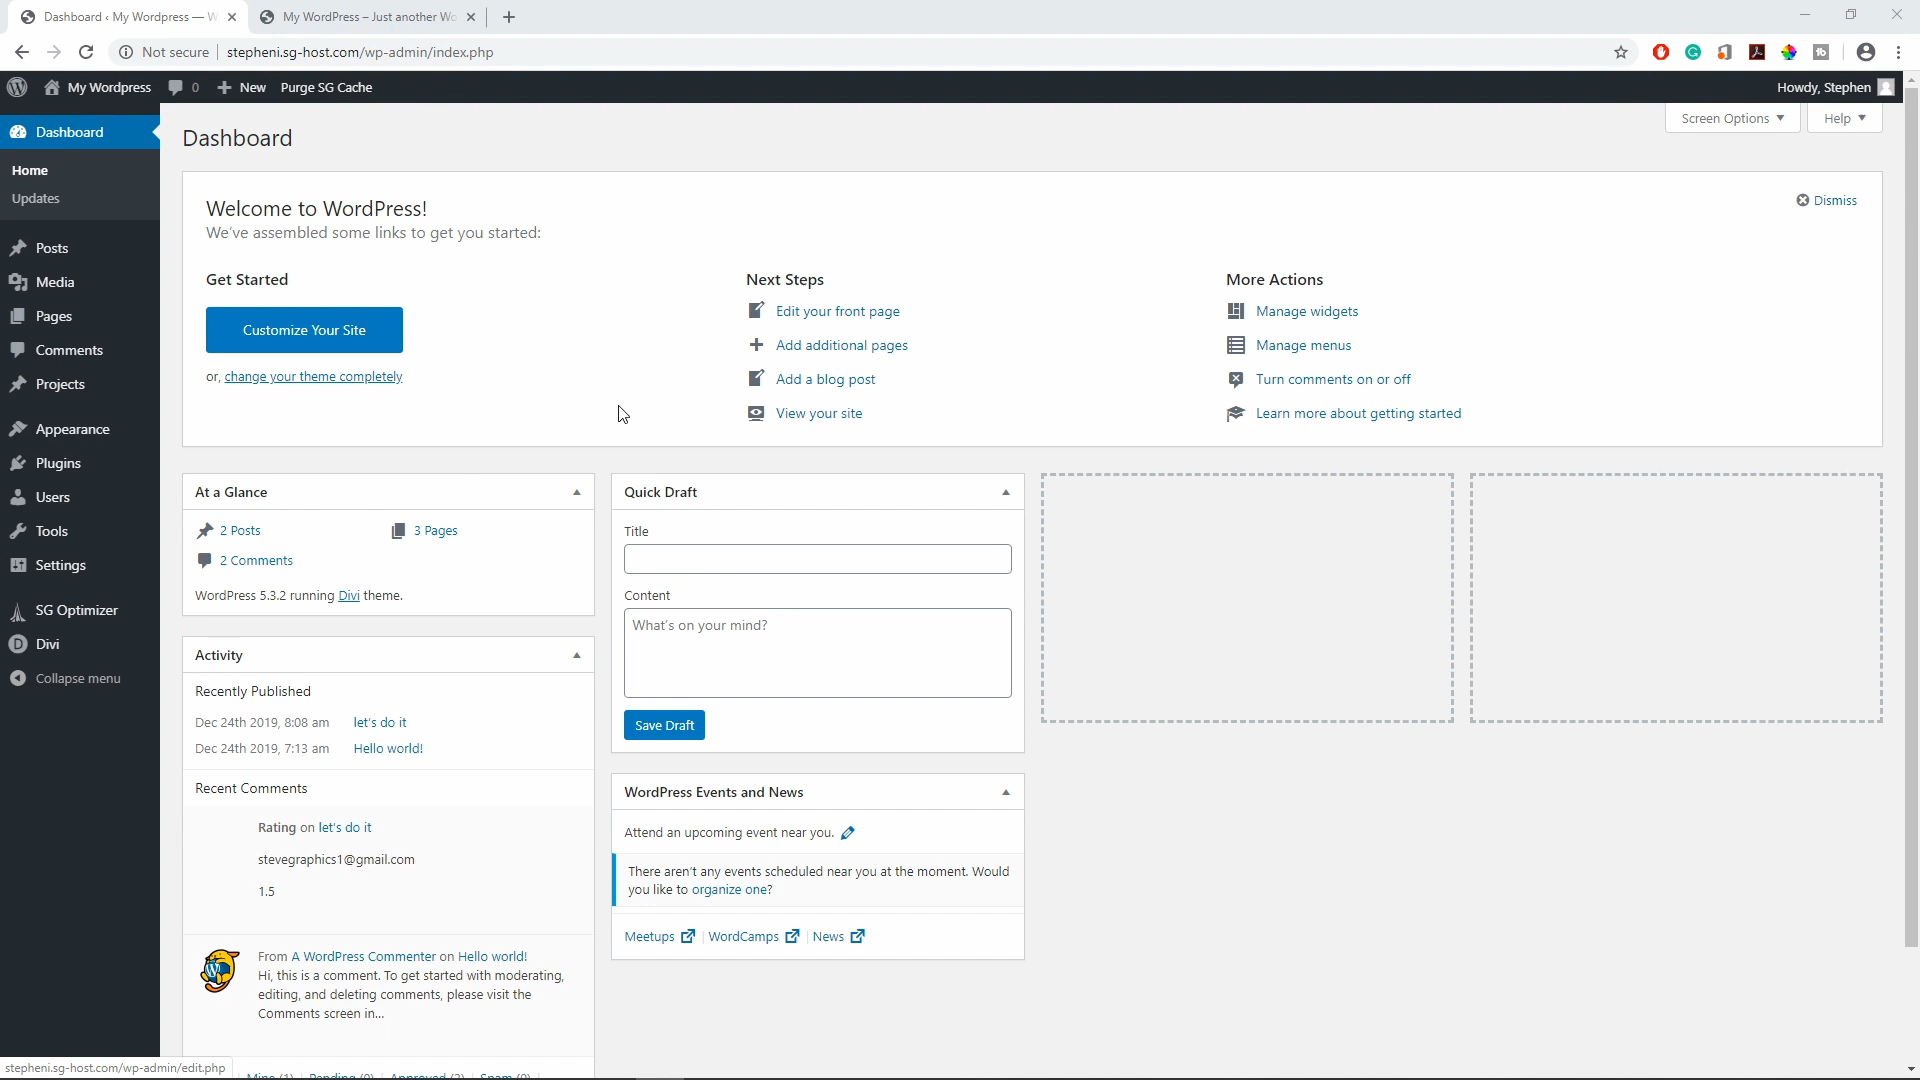 Dashboard ‹ My Wordpress — W
My WordPress – Just another Wo
Not secure
stepheni.sg-host.com/wp-admin/index.php
My Wordpress
0
New
Purge SG Cache
Howdy, Stephen
Dashboard
Home
Updates
Posts
Media
Pages
Comments
Projects
Appearance
Plugins
Users
Tools
Settings
SG Optimizer
Divi
Collapse menu
Dashboard
Screen Options
Help
Welcome to WordPress!
We've assembled some links to get you started:
Dismiss
Get Started
Customize Your Site
or, change your theme completely
Next Steps
Edit your front page
Add additional pages
Add a blog post
View your site
More Actions
Manage widgets
Manage menus
Turn comments on or off
Learn more about getting started
At a Glance
2 Posts
3 Pages
2 Comments
WordPress 5.3.2 running Divi theme.
Activity
Recently Published
Dec 24th 2019, 8:08 am let's do it
Dec 24th 2019, 7:13 am Hello world!
Recent Comments
Rating on let's do it
stevegraphics1@gmail.com
1.5
From A WordPress Commenter on Hello world!
Hi, this is a comment. To get started with moderating,
editing, and deleting comments, please visit the
Comments screen in...
Quick Draft
Title
Content
What's on your mind?
Save Draft
WordPress Events and News
Attend an upcoming event near you.
There aren't any events scheduled near you at the moment. Would
you like to organize one?
Meetups
WordCamps
News
stepheni.sg-host.com/wp-admin/edit.php
Mine (1) Pending (0) Approved (2) Spam (0)